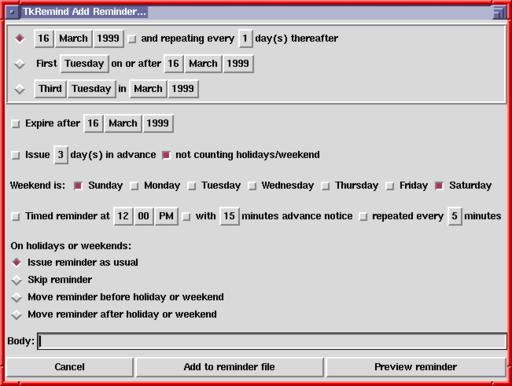 TkRemind Add Reminder...
16 March 1999 and repeating every 1 day(s) thereafter
First Tuesday on or after 16 March 1999
Third Tuesday in March 1999
Expire after 16 March 1999
Issue 3 day(s) in advance not counting holidays/weekend
Weekend is: Sunday Monday Tuesday Wednesday Thursday Friday Saturday
Timed reminder at 12 00 PM with 15 minutes advance notice repeated every 5 minutes
On holidays or weekends:
Issue reminder as usual
Skip reminder
Move reminder before holiday or weekend
Move reminder after holiday or weekend
Body:
Cancel Add to reminder file Preview reminder